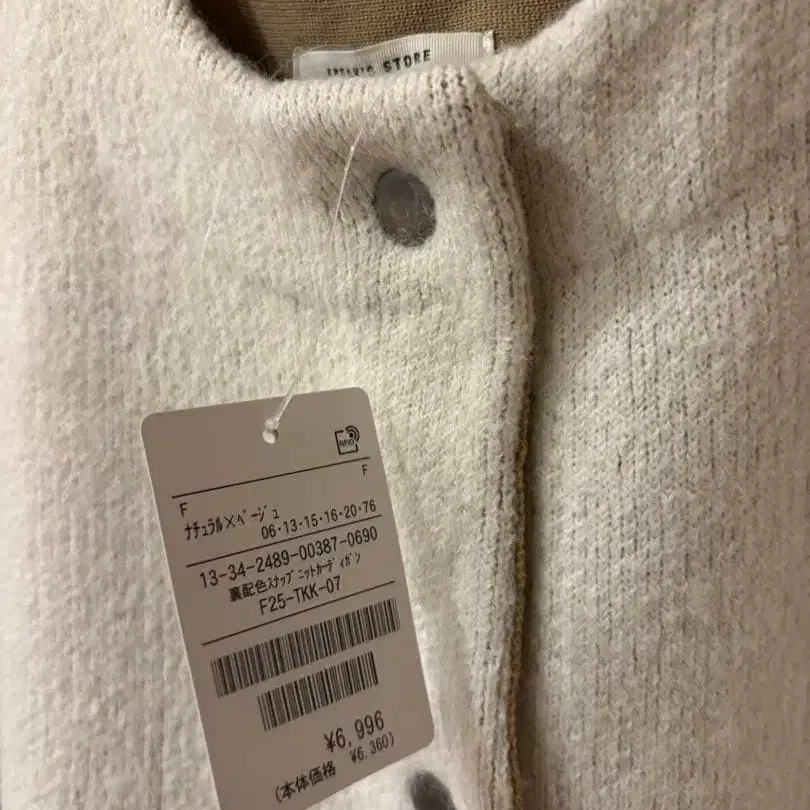 STORE
RFID
F
F
ﾅﾁｭﾗﾙ×ﾍﾞｰｼﾞｭ
06･13･15･16･20･76
13-34-2489-00387-0690
裏配色ｽﾅｯﾌﾟﾆｯﾄｶｰﾃﾞｨｶﾞﾝ
F25-TKK-07
¥6,996
(本体価格 ¥6,360)